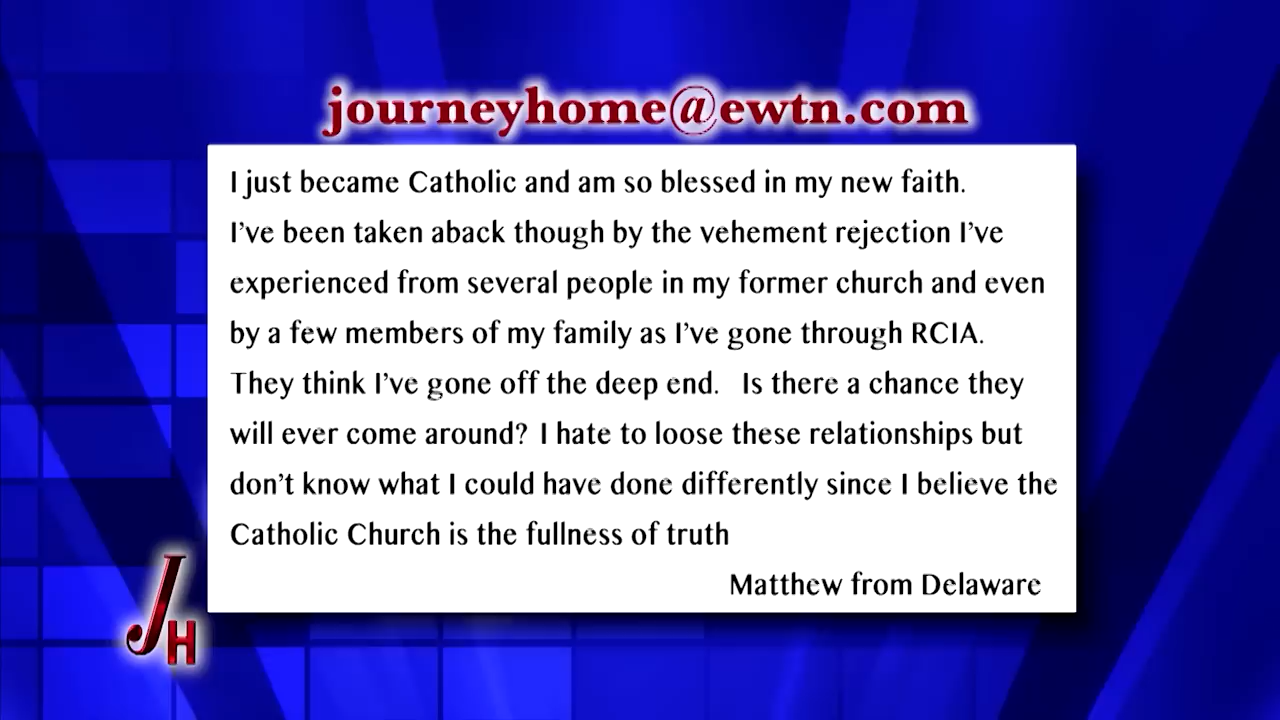 journeyhome@ewtn.com
I just became Catholic and am so blessed in my new faith.
I've been taken aback though by the vehement rejection I've
experienced from several people in my former church and even
by a few members of my family as I've gone through RCIA.
They think I've gone off the deep end.   Is there a chance they
will ever come around? I hate to loose these relationships but
don't know what I could have done differently since I believe the
Catholic Church is the fullness of truth
Matthew from Delaware
JH